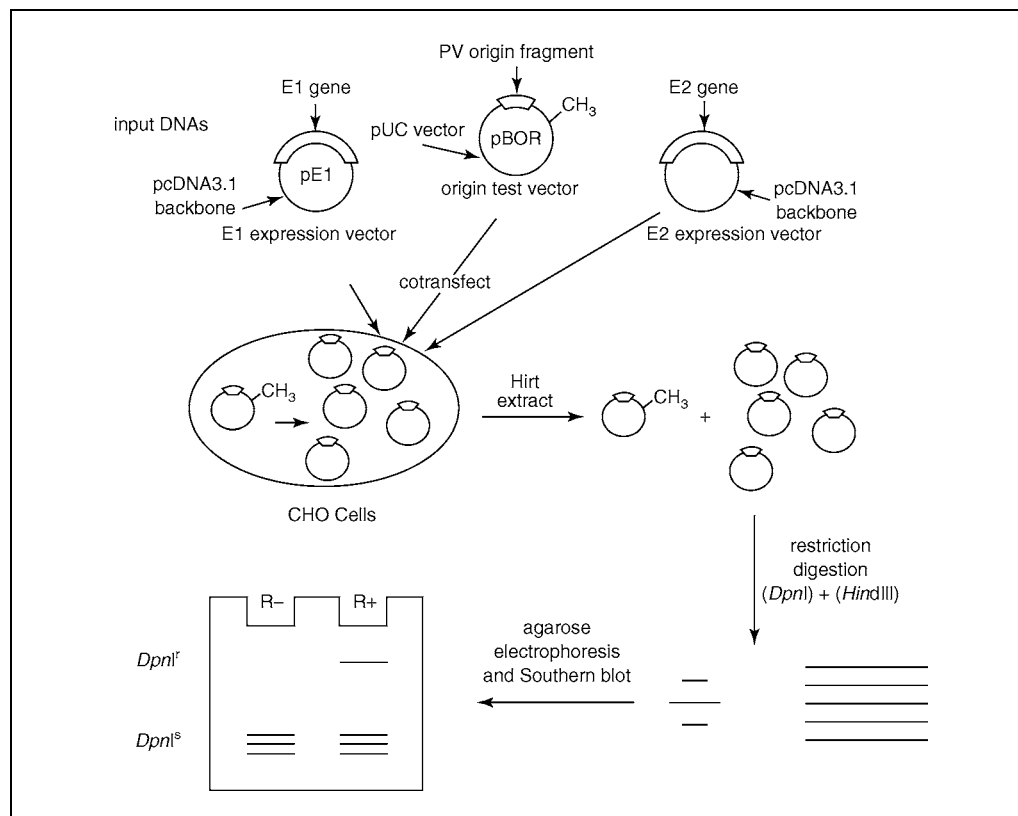 PV origin fragment
E1 gene
E2 gene
CH3
input DNAs
pUC vector
pBOR
pE1
pcDNA3.1
backbone
origin test vector
pcDNA3.1
backbone
E1 expression vector
E2 expression vector
cotransfect
CH3
Hirt
extract
CH3
+
CHO Cells
restriction
digestion
(DpnI) + (HindIII)
R–
R+
agarose
electrophoresis
and Southern blot
DpnIr
DpnIs